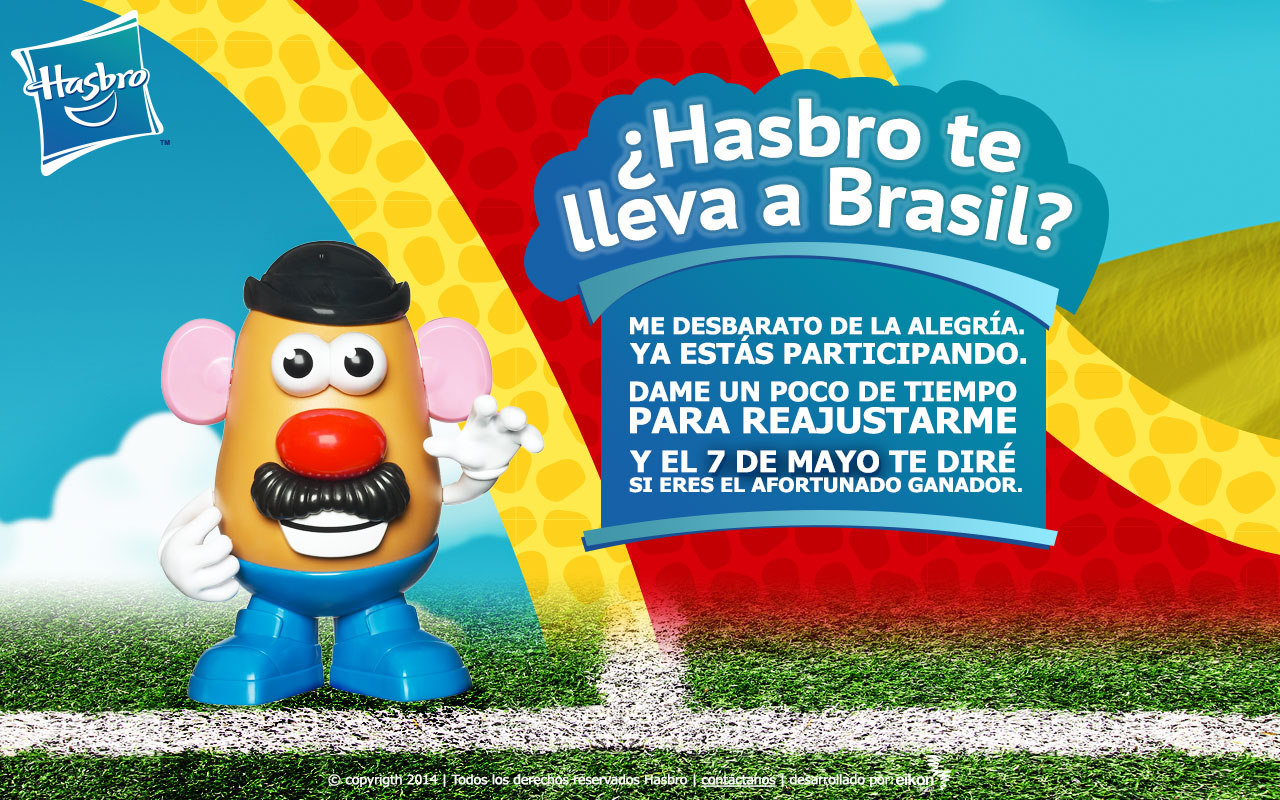 Hasbro
TM
¿Hasbro te
lleva a Brasil?
ME DESBARATO DE LA ALEGRÍA.
YA ESTÁS PARTICIPANDO.
DAME UN POCO DE TIEMPO
PARA REAJUSTARME
Y EL 7 DE MAYO TE DIRÉ
SI ERES EL AFORTUNADO GANADOR.
© copyrigth 2014 | Todos los derechos reservados Hasbro | contáctanos | desarrollado por: eikon